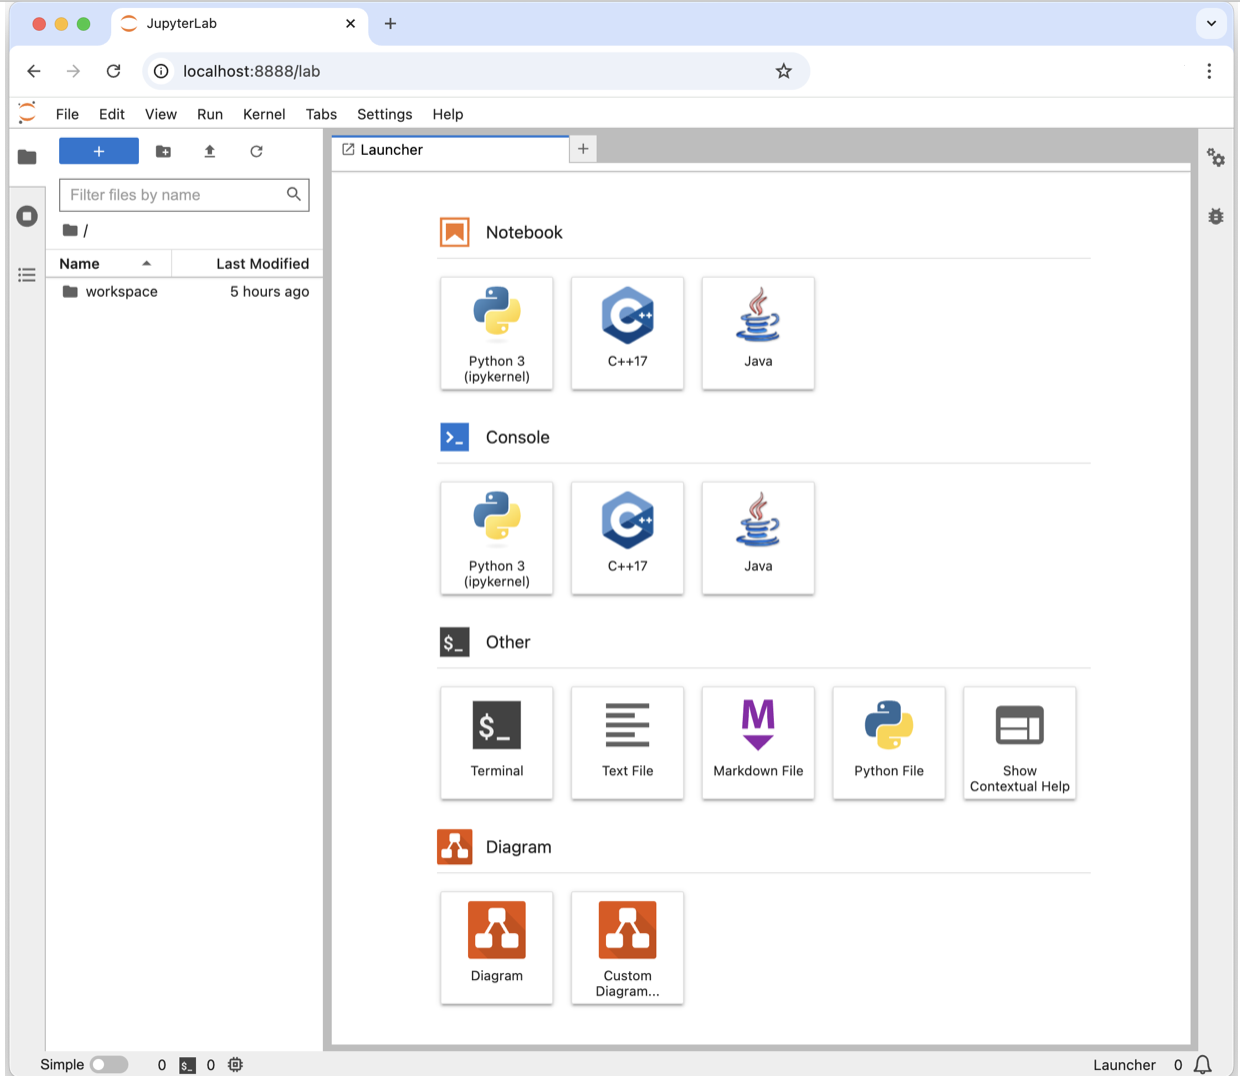 JupyterLab
localhost:8888/lab
File Edit View Run Kernel Tabs Settings Help
+
Launcher
Filter files by name
/
Name Last Modified
workspace 5 hours ago
Notebook
Python 3
(ipykernel)
C++17
Java
Console
Python 3
(ipykernel)
C++17
Java
$_ Other
$_
Terminal
Text File
M
Markdown File
Python File
Show
Contextual Help
Diagram
Diagram
Custom
Diagram...
Simple 0 $_ 0 Launcher 0